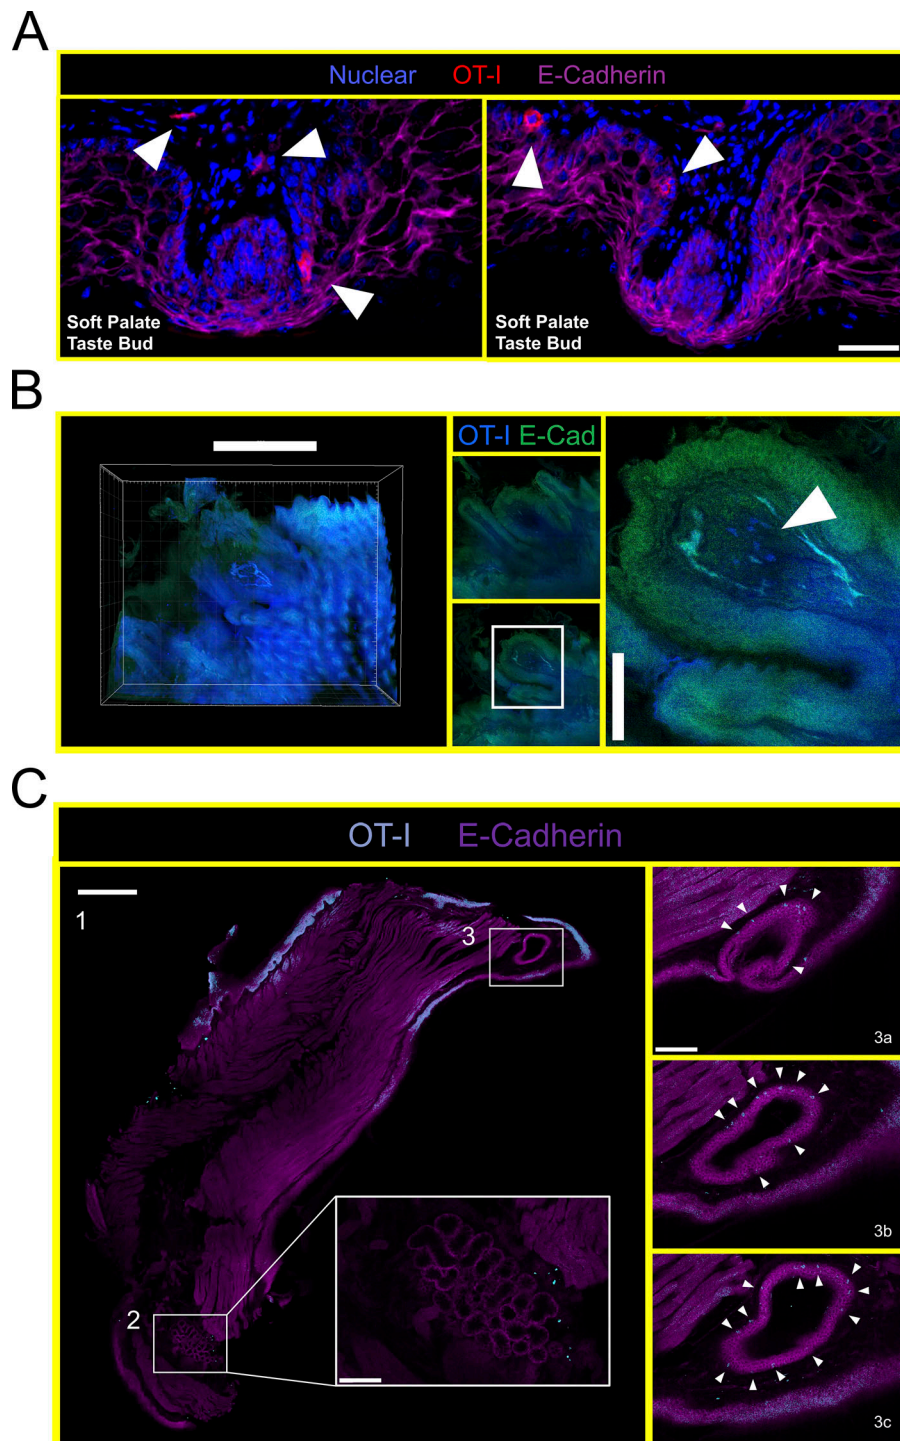 A
Nuclear OT-I E-Cadherin
Soft Palate
Taste Bud
Soft Palate
Taste Bud
B
OT-I E-Cad
C
OT-I E-Cadherin
1
3
2
3a
3b
3c